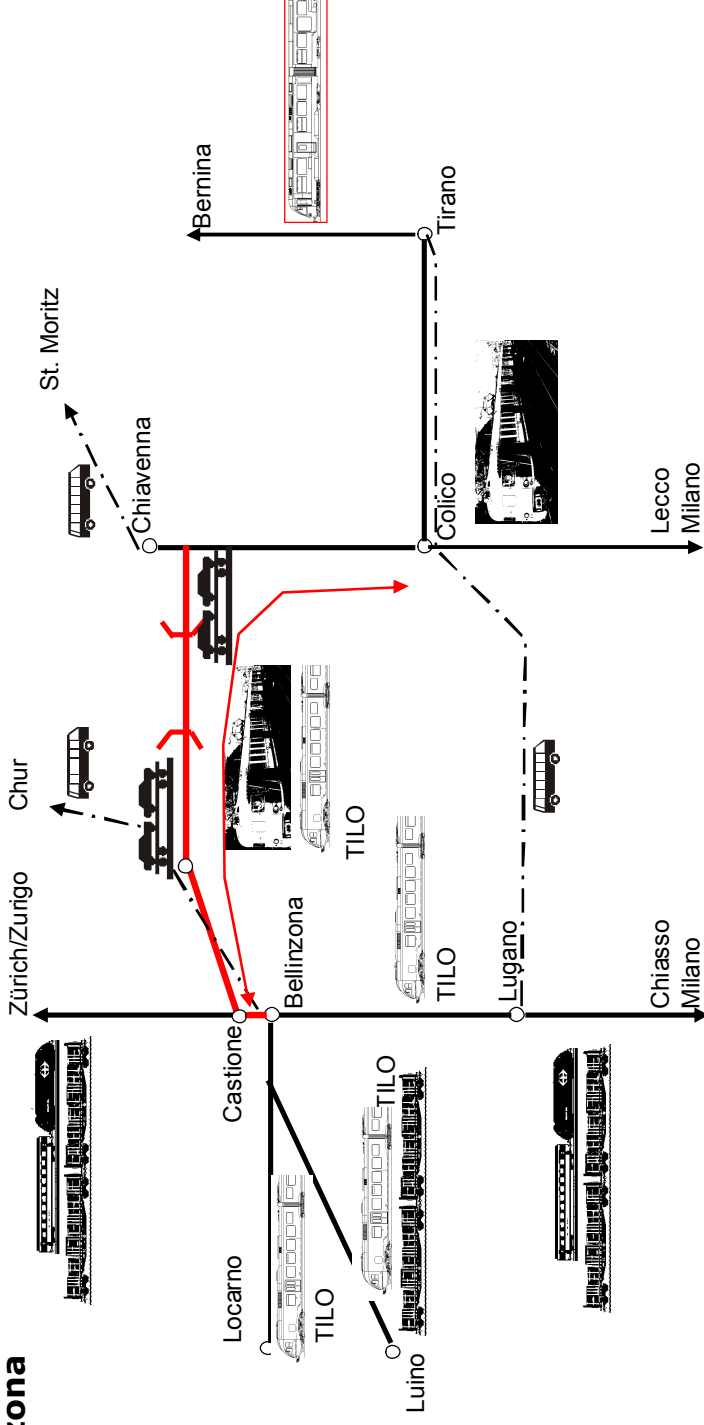 zona
Zürich/Zurigo
Chur
St. Moritz
Bernina
Castione
Bellinzona
Chiavenna
Locarno
TILO
Luino
TILO
TILO
TILO
Lugano
Colico
Tirano
Chiasso
Milano
Lecco
Milano